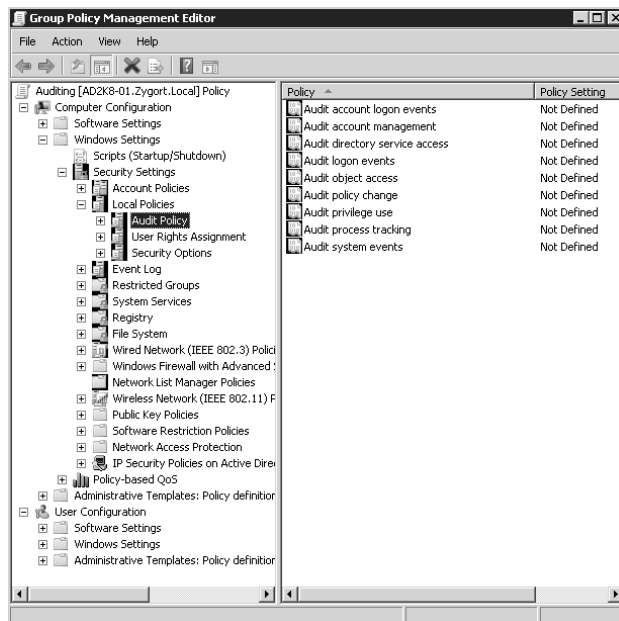 Group Policy Management Editor
File Action View Help
Auditing [AD2K8-01.Zygort.Local] Policy
Computer Configuration
Software Settings
Windows Settings
Scripts (Startup/Shutdown)
Security Settings
Account Policies
Local Policies
Audit Policy
User Rights Assignment
Security Options
Event Log
Restricted Groups
System Services
Registry
File System
Wired Network (IEEE 802.3) Polici
Windows Firewall with Advanced
Network List Manager Policies
Wireless Network (IEEE 802.11) P
Public Key Policies
Software Restriction Policies
Network Access Protection
IP Security Policies on Active Dire
Policy-based QoS
Administrative Templates: Policy definition
User Configuration
Software Settings
Windows Settings
Administrative Templates: Policy definition
Policy Policy Setting
Audit account logon events Not Defined
Audit account management Not Defined
Audit directory service access Not Defined
Audit logon events Not Defined
Audit object access Not Defined
Audit policy change Not Defined
Audit privilege use Not Defined
Audit process tracking Not Defined
Audit system events Not Defined